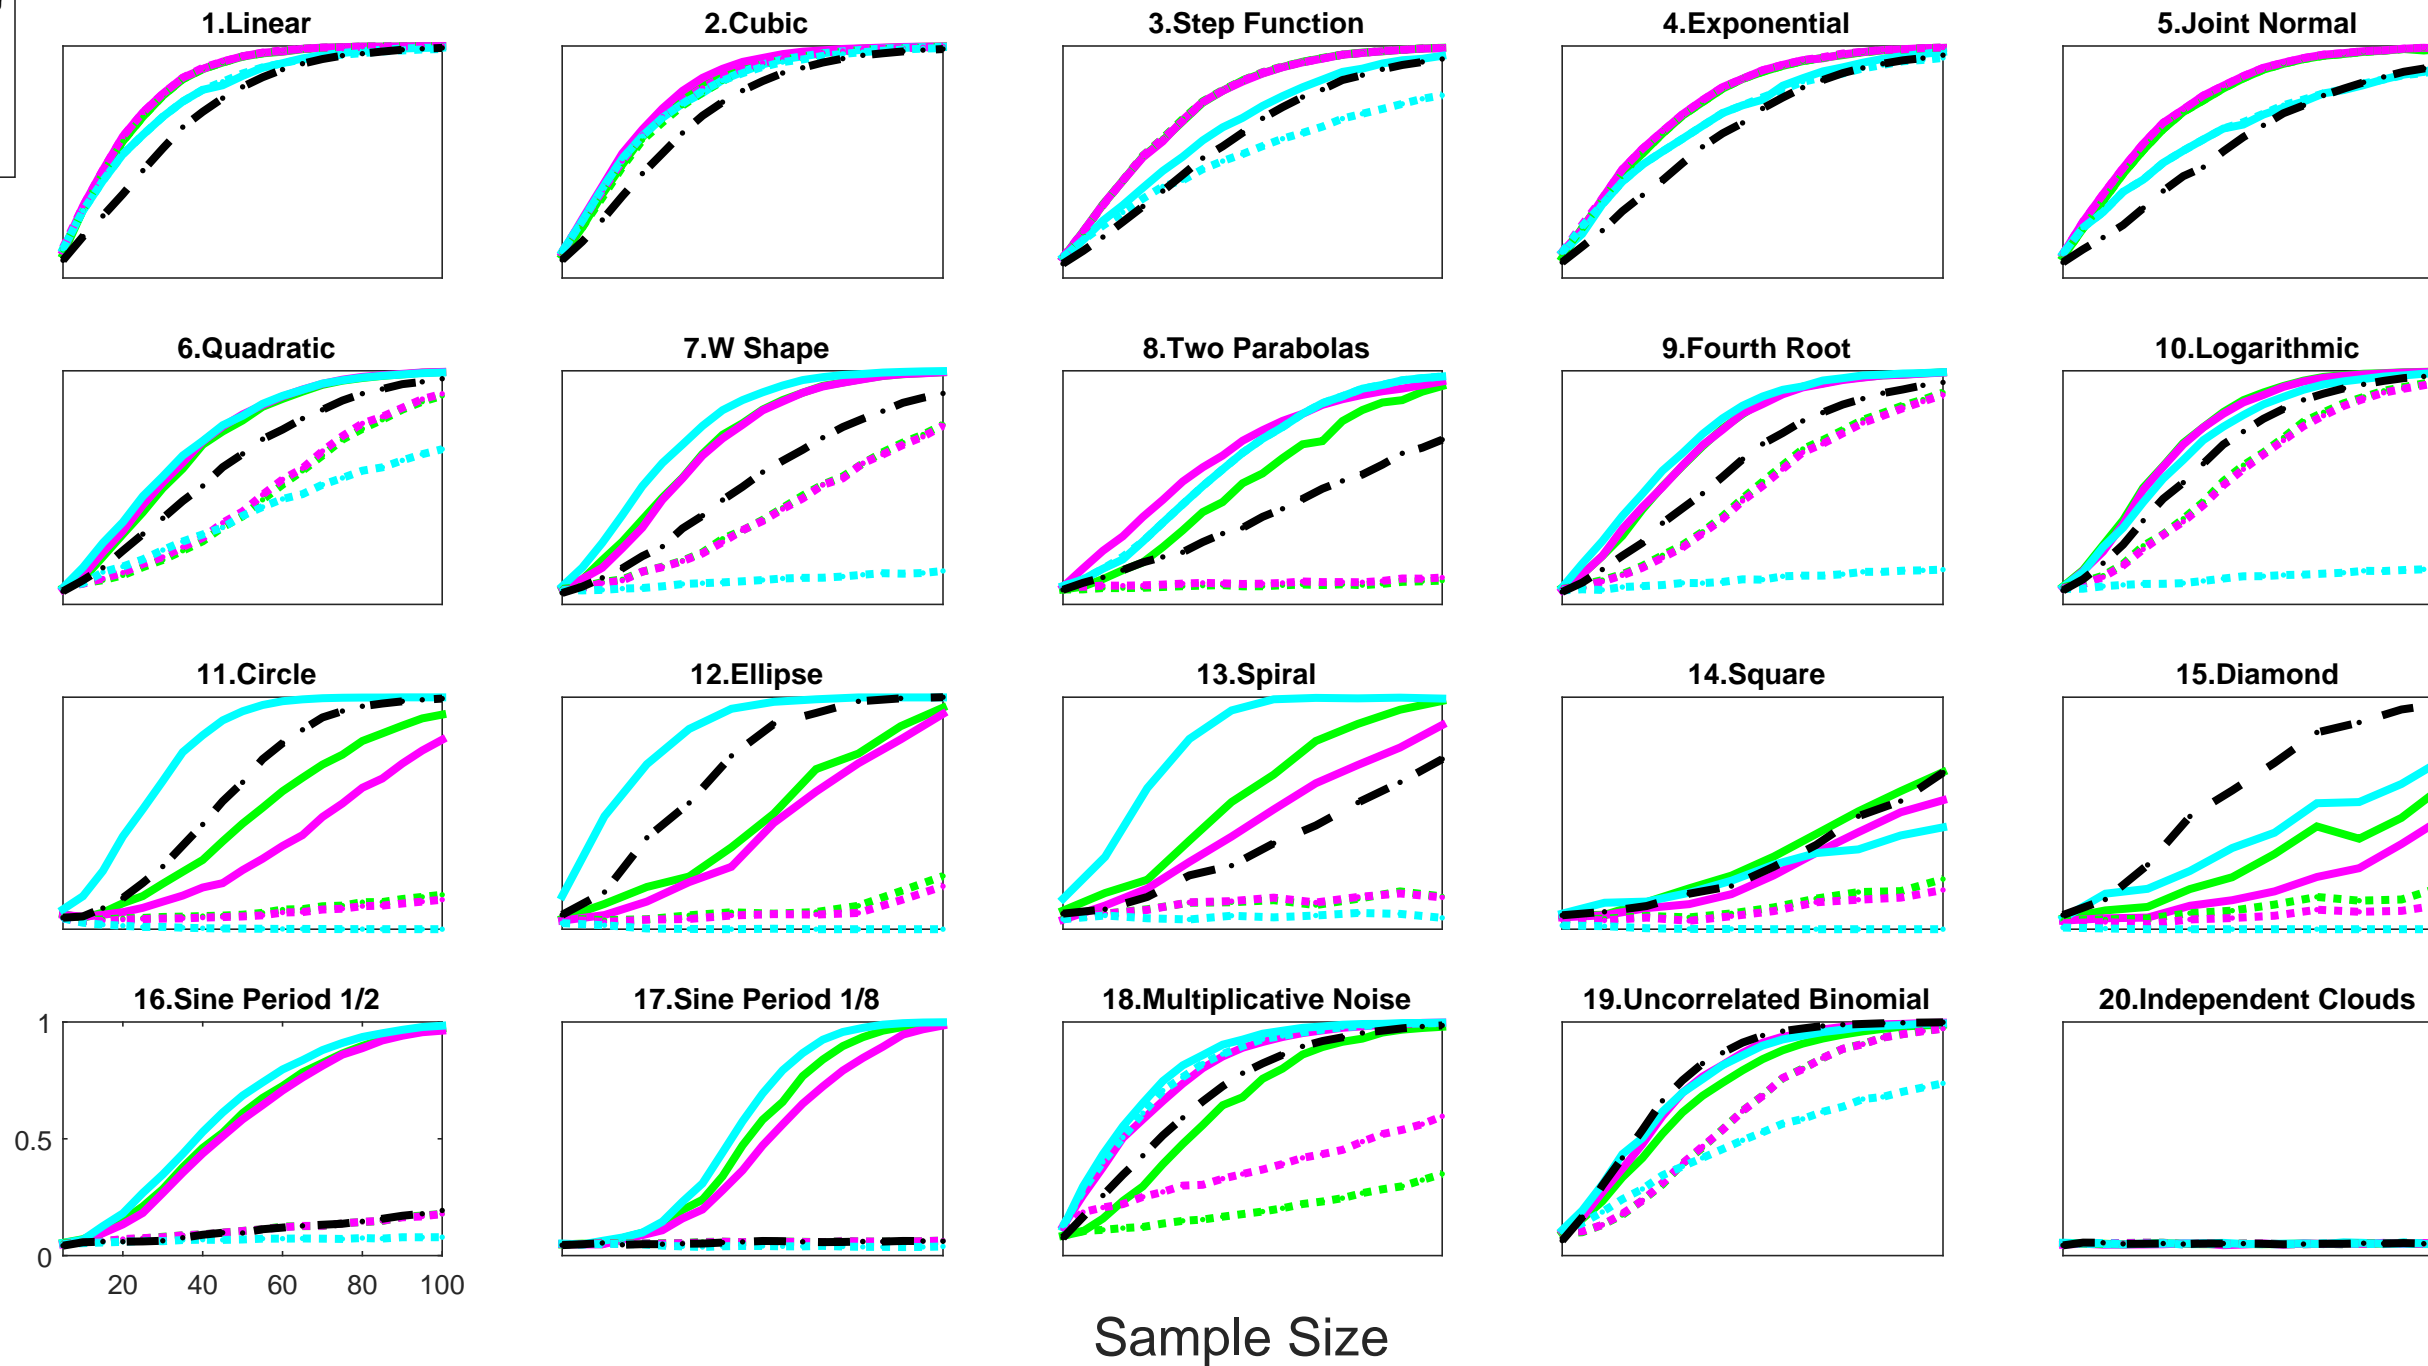 1.Linear
2.Cubic
3.Step Function
4.Exponential
5.Joint Normal
6.Quadratic
7.W Shape
8.Two Parabolas
9.Fourth Root
10.Logarithmic
11.Circle
12.Ellipse
13.Spiral
14.Square
15.Diamond
16.Sine Period 1/2
17.Sine Period 1/8
18.Multiplicative Noise
19.Uncorrelated Binomial
20.Independent Clouds
1
0.5
0
20 40 60 80 100
Sample Size